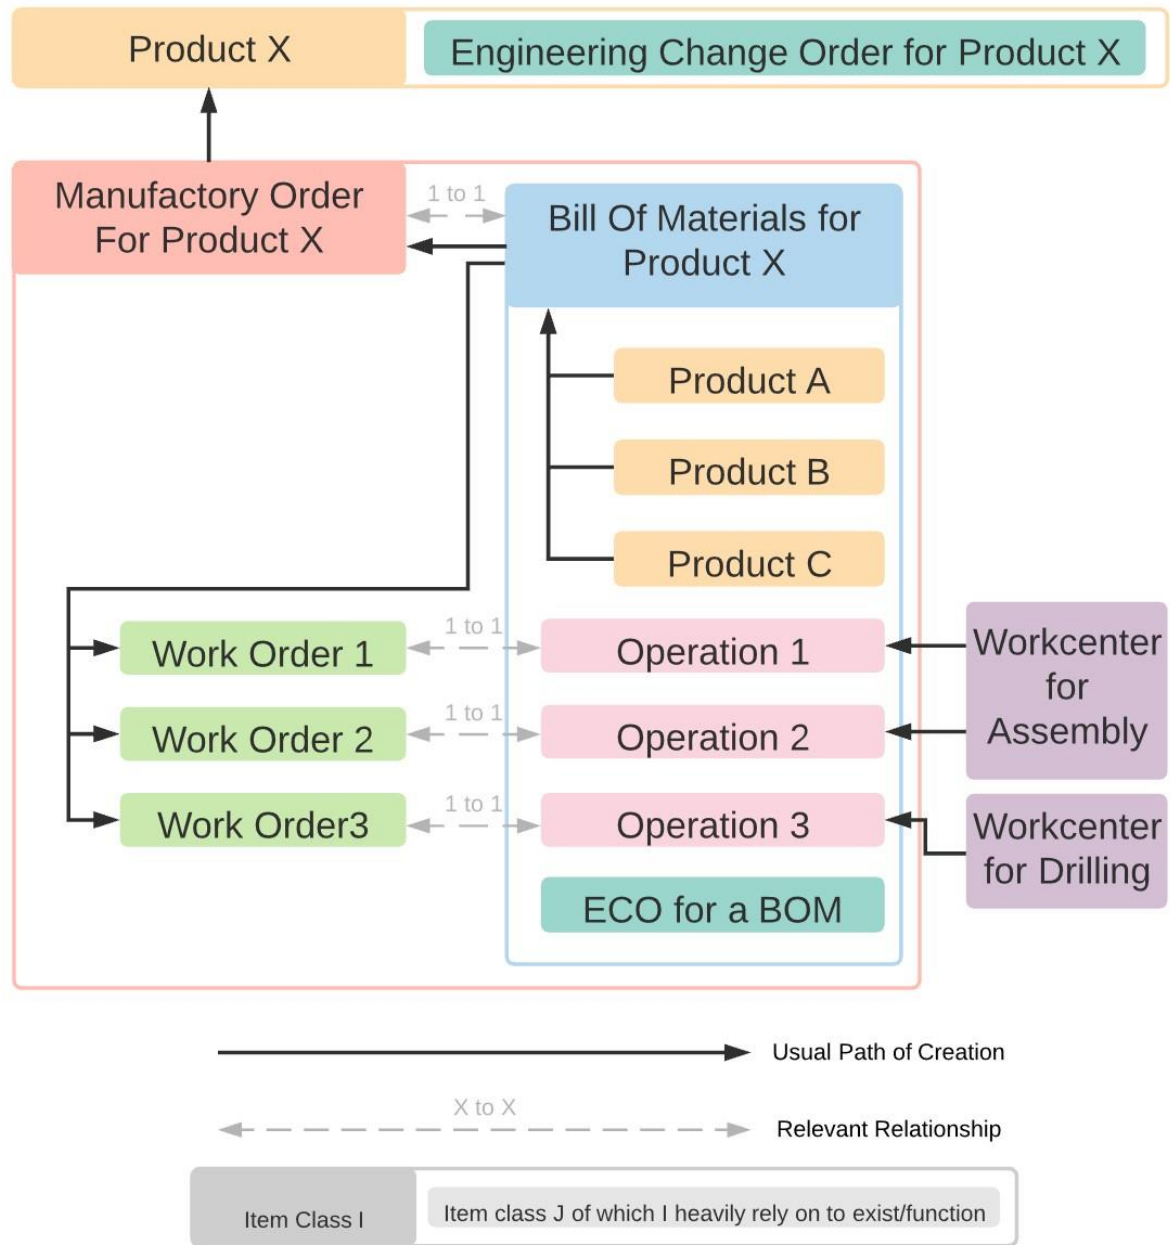 Product X
Engineering Change Order for Product X
Manufactory Order
For Product X
1 to 1
Bill Of Materials for
Product X
Product A
Product B
Product C
Work Order 1
1 to 1
Operation 1
Work Order 2
1 to 1
Operation 2
Work Order3
1 to 1
Operation 3
Workcenter
for
Assembly
Workcenter
for Drilling
ECO for a BOM
Usual Path of Creation
X to X
Relevant Relationship
Item Class I
Item class J of which I heavily rely on to exist/function